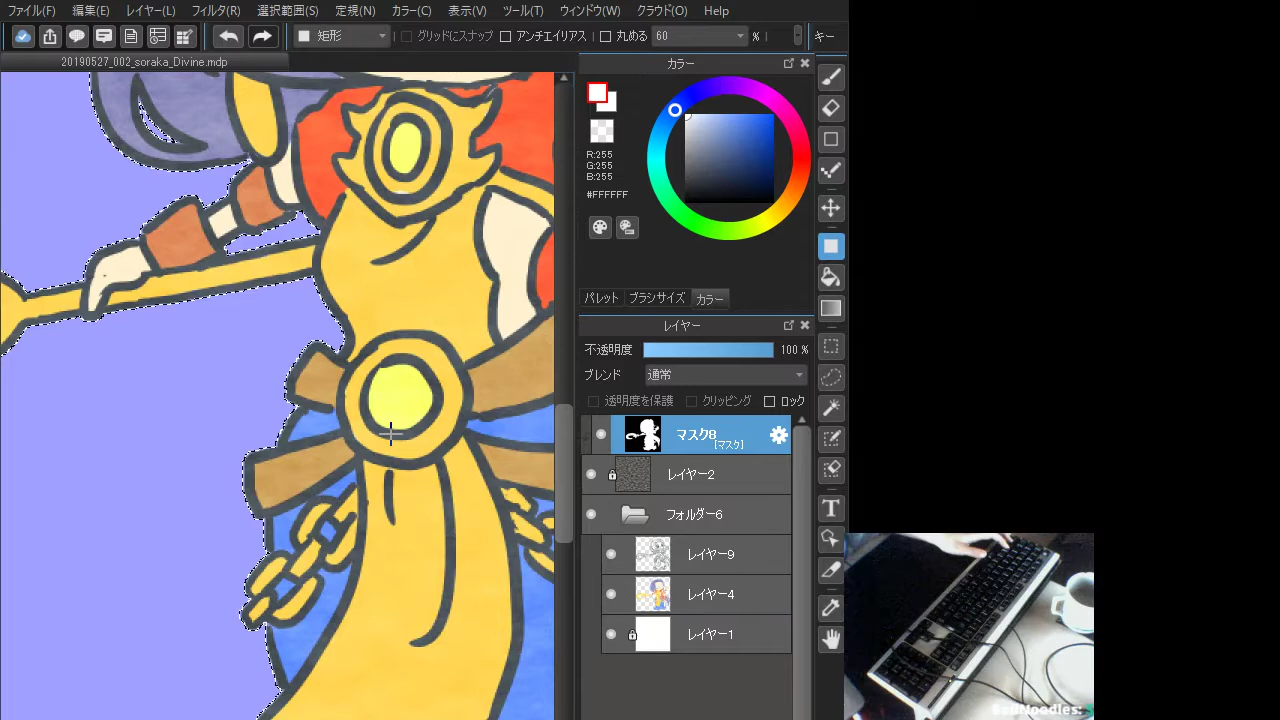 ファイル(F) 編集(E) レイヤー(L) フィルタ(R) 選択範囲(S) 定規(N) カラー(C) 表示(V) ツール(T) ウィンドウ(W) クラウド(O) Help
矩形 グリッドにスナップ アンチエイリアス 丸める 60 % キー
20190527_002_soraka_Divine.mdp
カラー
R:255
G:255
B:255
#FFFFFF
パレット ブラシサイズ カラー
レイヤー
不透明度 100 %
ブレンド 通常
透明度を保護 クリッピング ロック
マスク8
[マスク]
レイヤー2
フォルダー6
レイヤー9
レイヤー4
レイヤー1
T